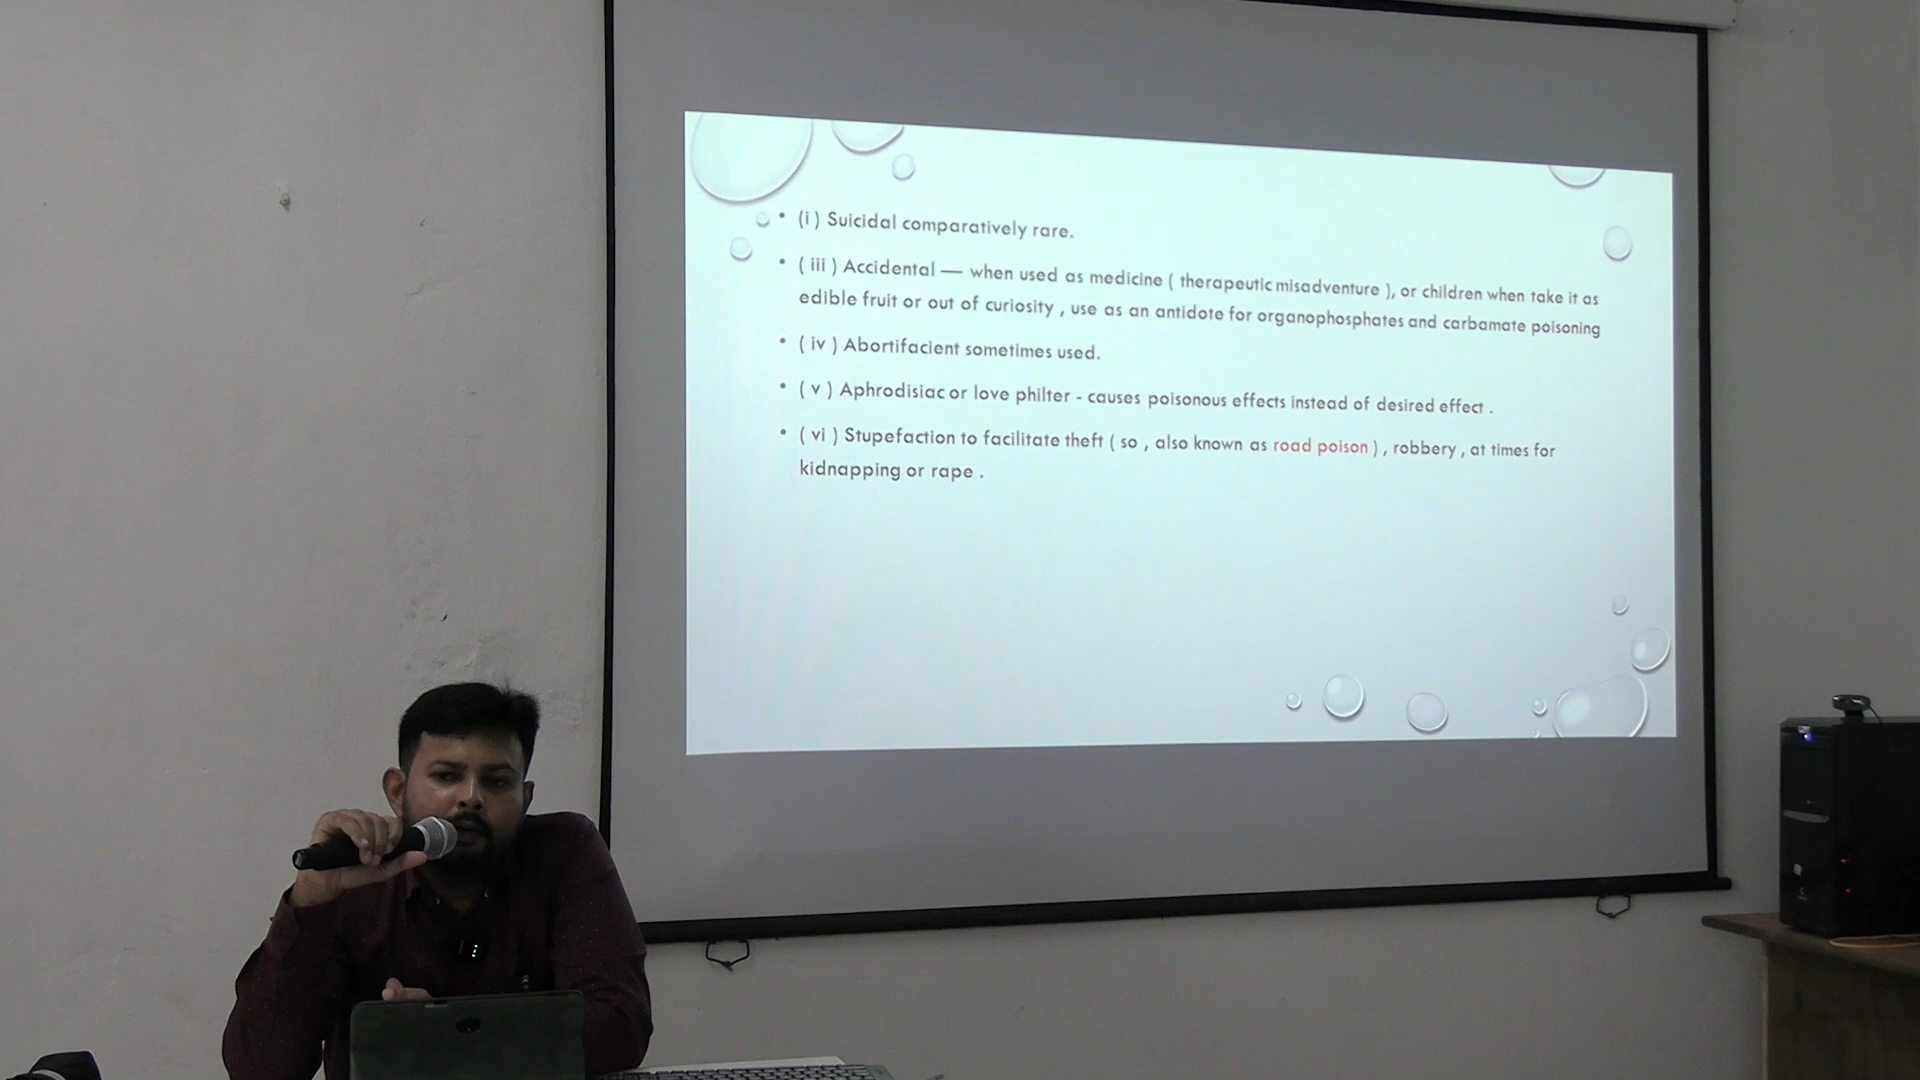 • (i ) Suicidal comparatively rare.
• ( iii ) Accidental — when used as medicine ( therapeutic misadventure ), or children when take it as
edible fruit or out of curiosity , use as an antidote for organophosphates and carbamate poisoning
• ( iv ) Abortifacient sometimes used.
• ( v ) Aphrodisiac or love philter - causes poisonous effects instead of desired effect .
• ( vi ) Stupefaction to facilitate theft ( so , also known as road poison ) , robbery , at times for
kidnapping or rape .